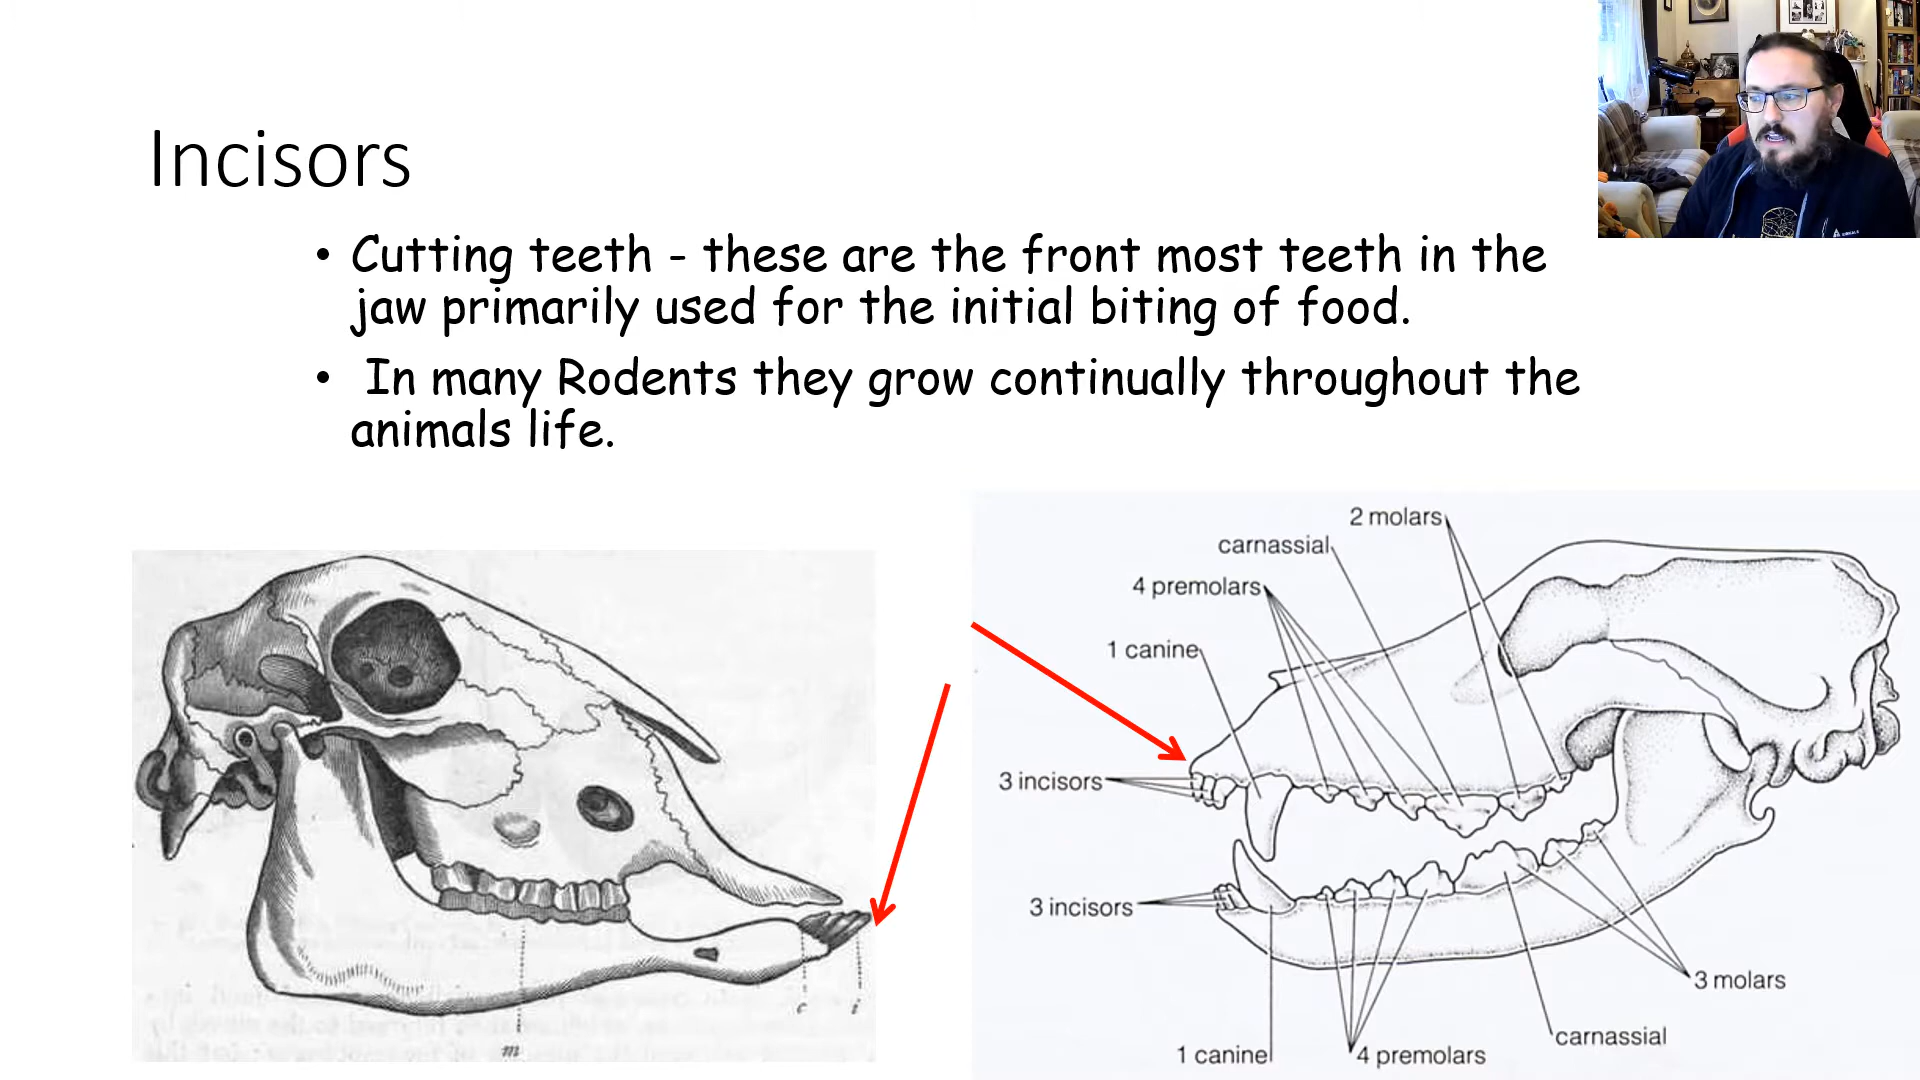 Incisors
• Cutting teeth - these are the front most teeth in the
jaw primarily used for the initial biting of food.
• In many Rodents they grow continually throughout the
animals life.
m
c
i
2 molars
carnassial
4 premolars
1 canine
3 incisors
3 incisors
3 molars
carnassial
1 canine
4 premolars